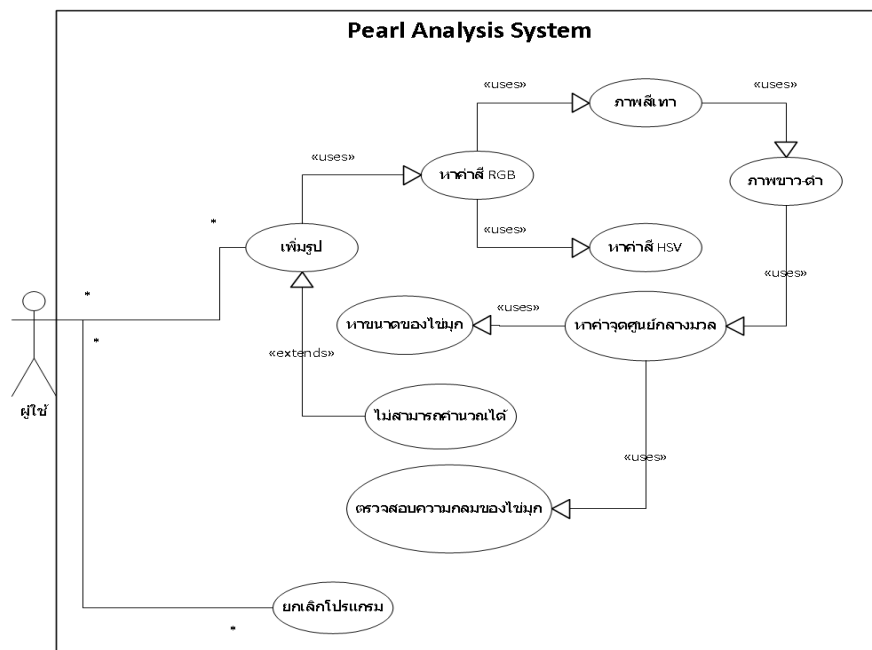 Pearl Analysis System
«uses»
«uses»
ภาพสีเทา
«uses»
หาค่าสี RGB
ภาพขาว-ดำ
*
«uses»
เพิ่มรูป
หาค่าสี HSV
«uses»
*
«uses»
หาขนาดของไข่มุก
หาค่าจุดศูนย์กลางมวล
*
«extends»
ผู้ใช้
ไม่สามารถคำนวณได้
«uses»
ตรวจสอบความกลมของไข่มุก
ยกเลิกโปรแกรม
*